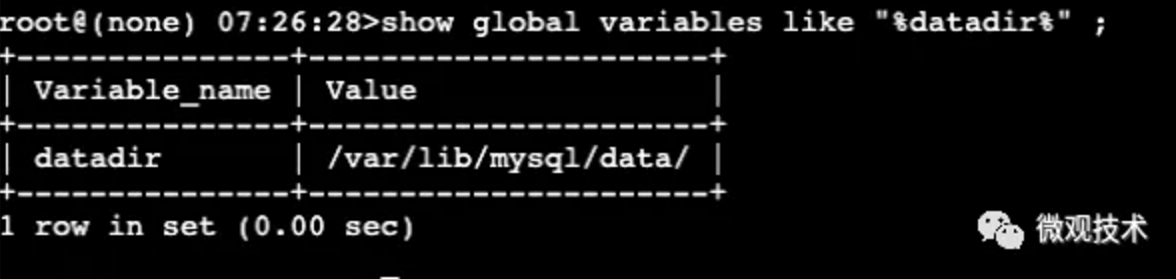 root@(none) 07:26:28>show global variables like "%datadir%" ;
+---------------+----------------------+
| Variable_name | Value                |
+---------------+----------------------+
| datadir       | /var/lib/mysql/data/ |
+---------------+----------------------+
1 row in set (0.00 sec)
微观技术